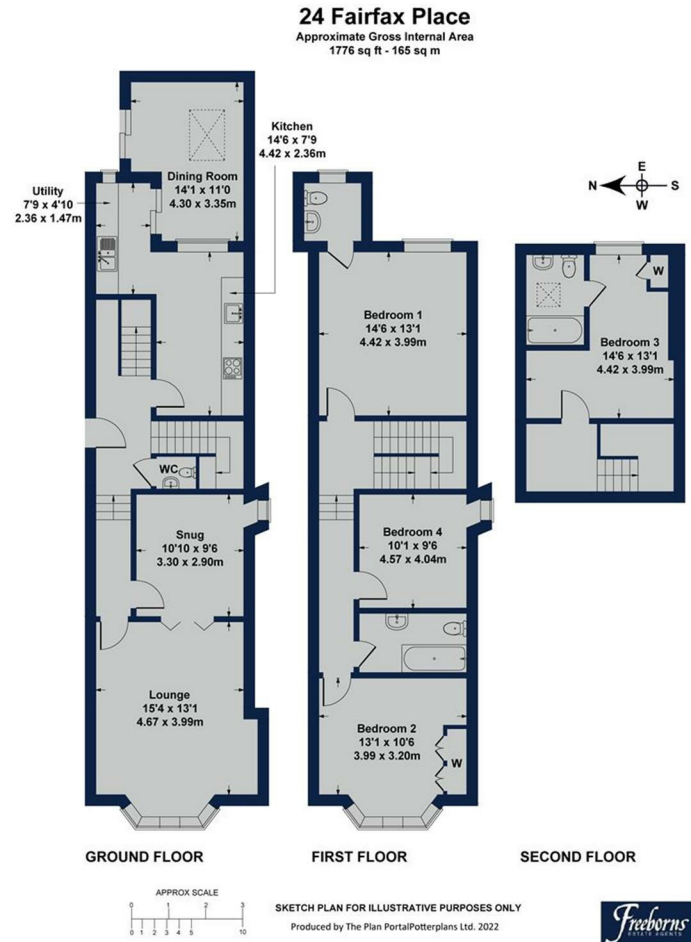 24 Fairfax Place
Approximate Gross Internal Area
1776 sq ft - 165 sq m
Kitchen
14'6 x 7'9
4.42 x 2.36m
Dining Room
14'1 x 11'0
4.30 x 3.35m
Utility
7'9 x 4'10
2.36 x 1.47m
WC
Snug
10'10 x 9'6
3.30 x 2.90m
Lounge
15'4 x 13'1
4.67 x 3.99m
GROUND FLOOR
Bedroom 1
14'6 x 13'1
4.42 x 3.99m
Bedroom 4
10'1 x 9'6
4.57 x 4.04m
Bedroom 2
13'1 x 10'6
3.99 x 3.20m
W
FIRST FLOOR
E
N S
W
W
Bedroom 3
14'6 x 13'1
4.42 x 3.99m
SECOND FLOOR
APPROX SCALE
0 1 2 3
0 1 2 3 4 5 10
SKETCH PLAN FOR ILLUSTRATIVE PURPOSES ONLY
Produced by The Plan PortalPotterplans Ltd. 2022
Freeborns
ESTATE AGENTS